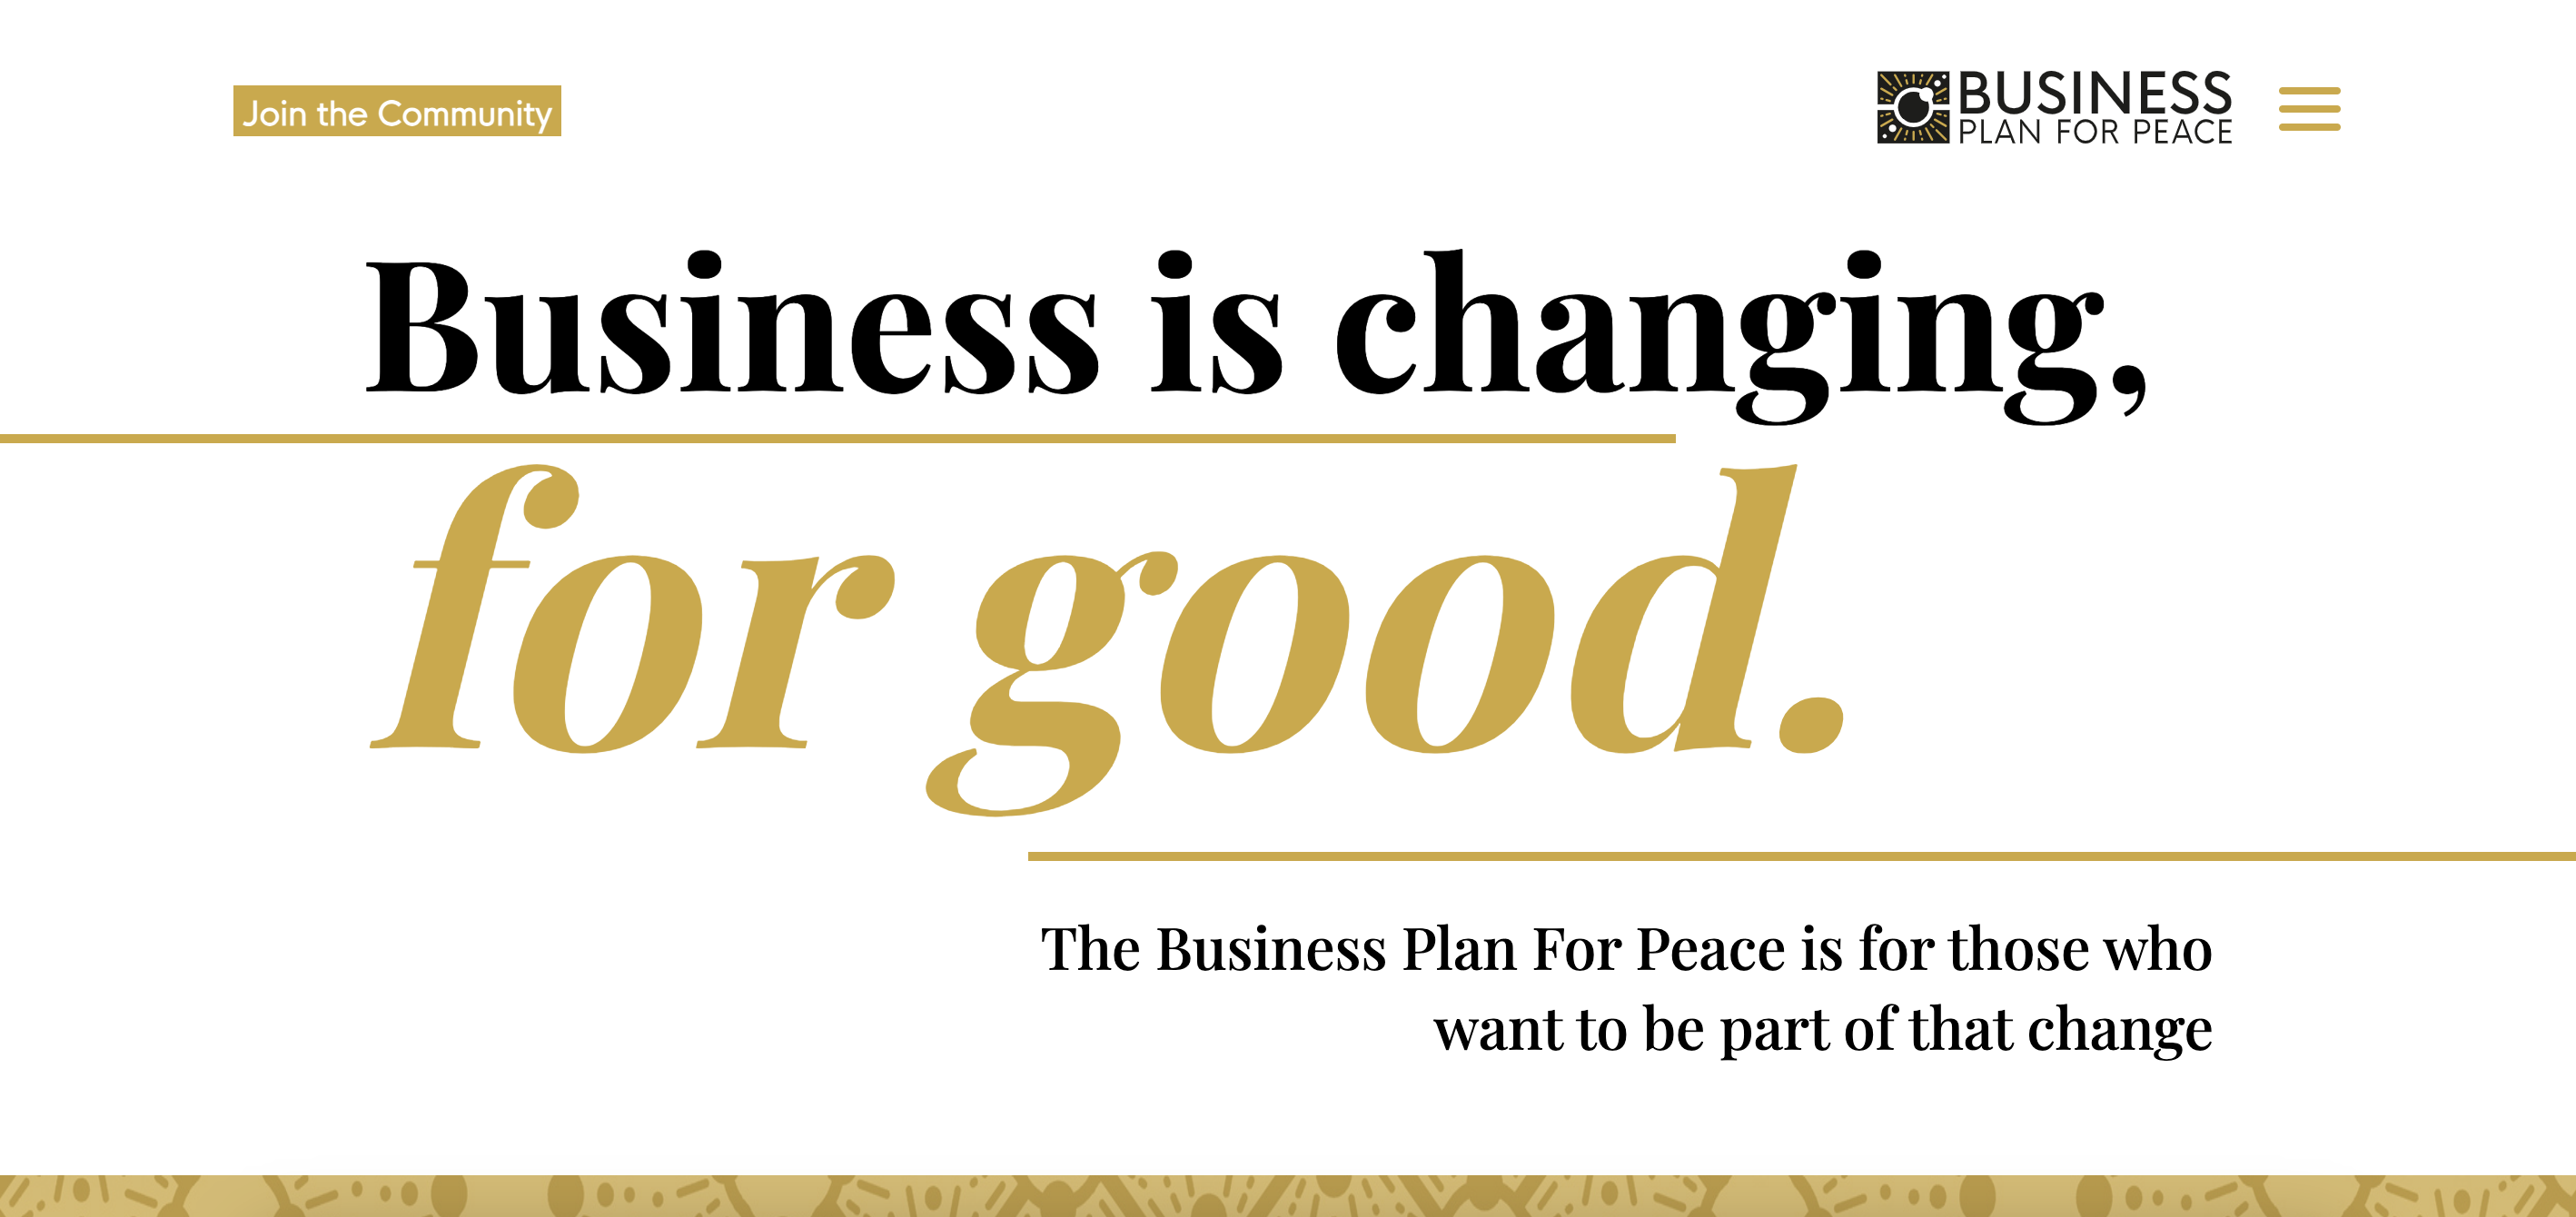 Join the Community
BUSINESS
PLAN FOR PEACE
Business is changing,
for good.
The Business Plan For Peace is for those who
want to be part of that change